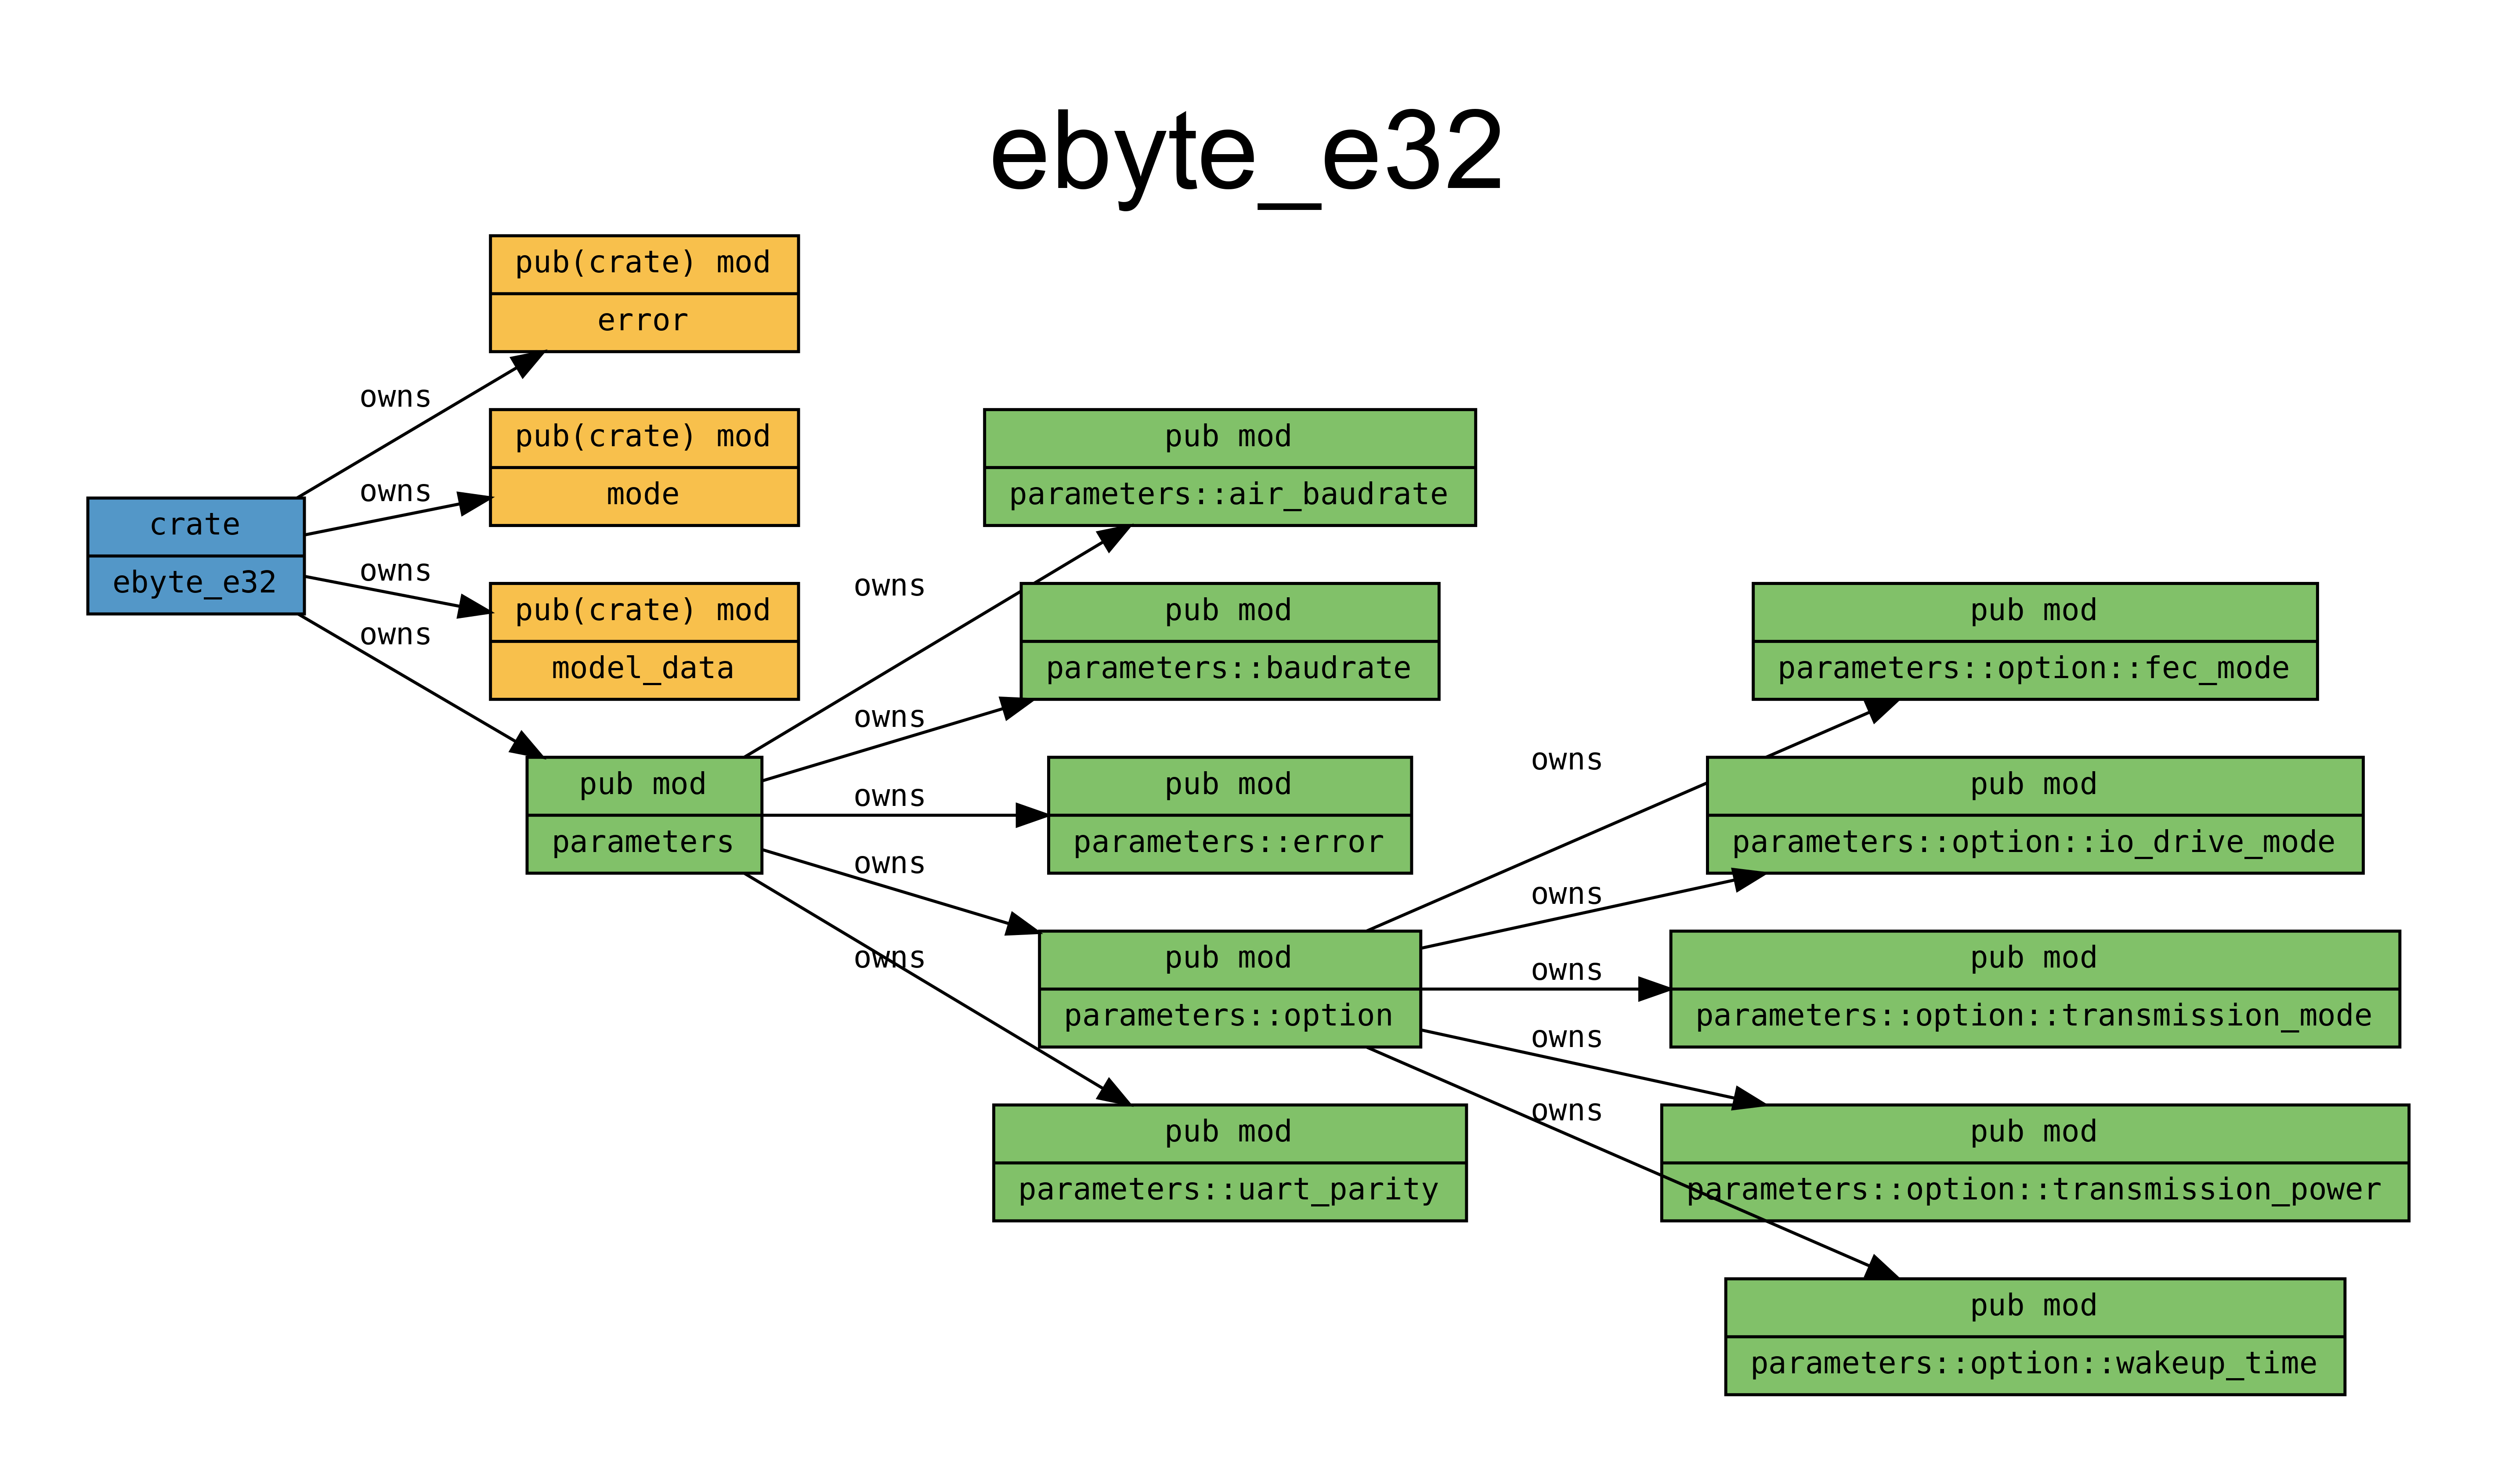 ebyte_e32
pub(crate) mod
error
owns
pub(crate) mod
mode
owns
crate
ebyte_e32
owns
pub(crate) mod
model_data
owns
pub mod
parameters
owns
pub mod
parameters::air_baudrate
owns
pub mod
parameters::baudrate
owns
pub mod
parameters::error
owns
pub mod
parameters::option
owns
pub mod
parameters::uart_parity
owns
pub mod
parameters::option::fec_mode
owns
pub mod
parameters::option::io_drive_mode
owns
pub mod
parameters::option::transmission_mode
owns
pub mod
parameters::option::transmission_power
owns
pub mod
parameters::option::wakeup_time